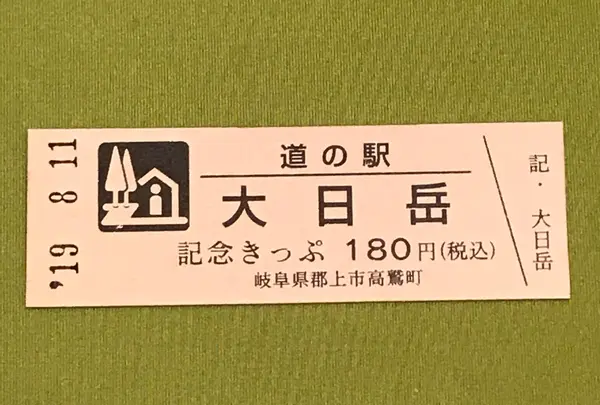 '19 8 11
道の駅
大日岳
記念きっぷ 180円(税込)
岐阜県郡上市高鷲町
記・大日岳